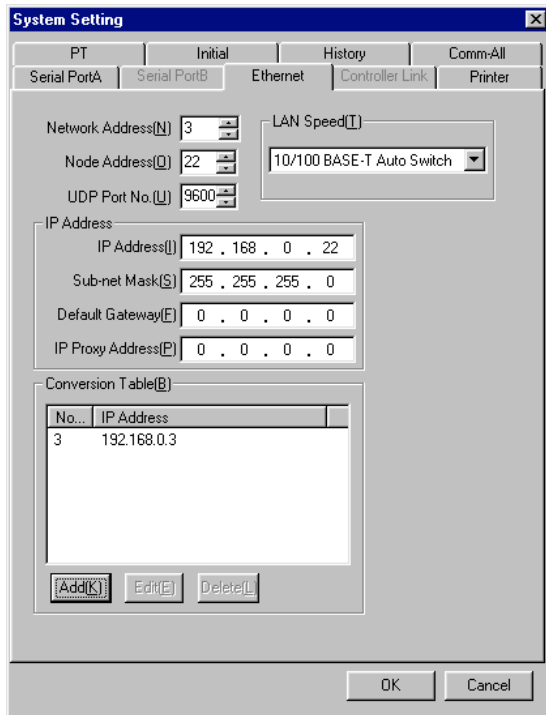 System Setting
PT Initial History Comm-All
Serial PortA Serial PortB Ethernet Controller Link Printer
Network Address(N) 3
LAN Speed(T)
Node Address(O) 22
10/100 BASE-T Auto Switch
UDP Port No.(U) 9600
IP Address
IP Address(I) 192 . 168 . 0 . 22
Sub-net Mask(S) 255 . 255 . 255 . 0
Default Gateway(F) 0 . 0 . 0 . 0
IP Proxy Address(P) 0 . 0 . 0 . 0
Conversion Table(B)
No... IP Address
3 192.168.0.3
Add(K) Edit(E) Delete(L)
OK Cancel